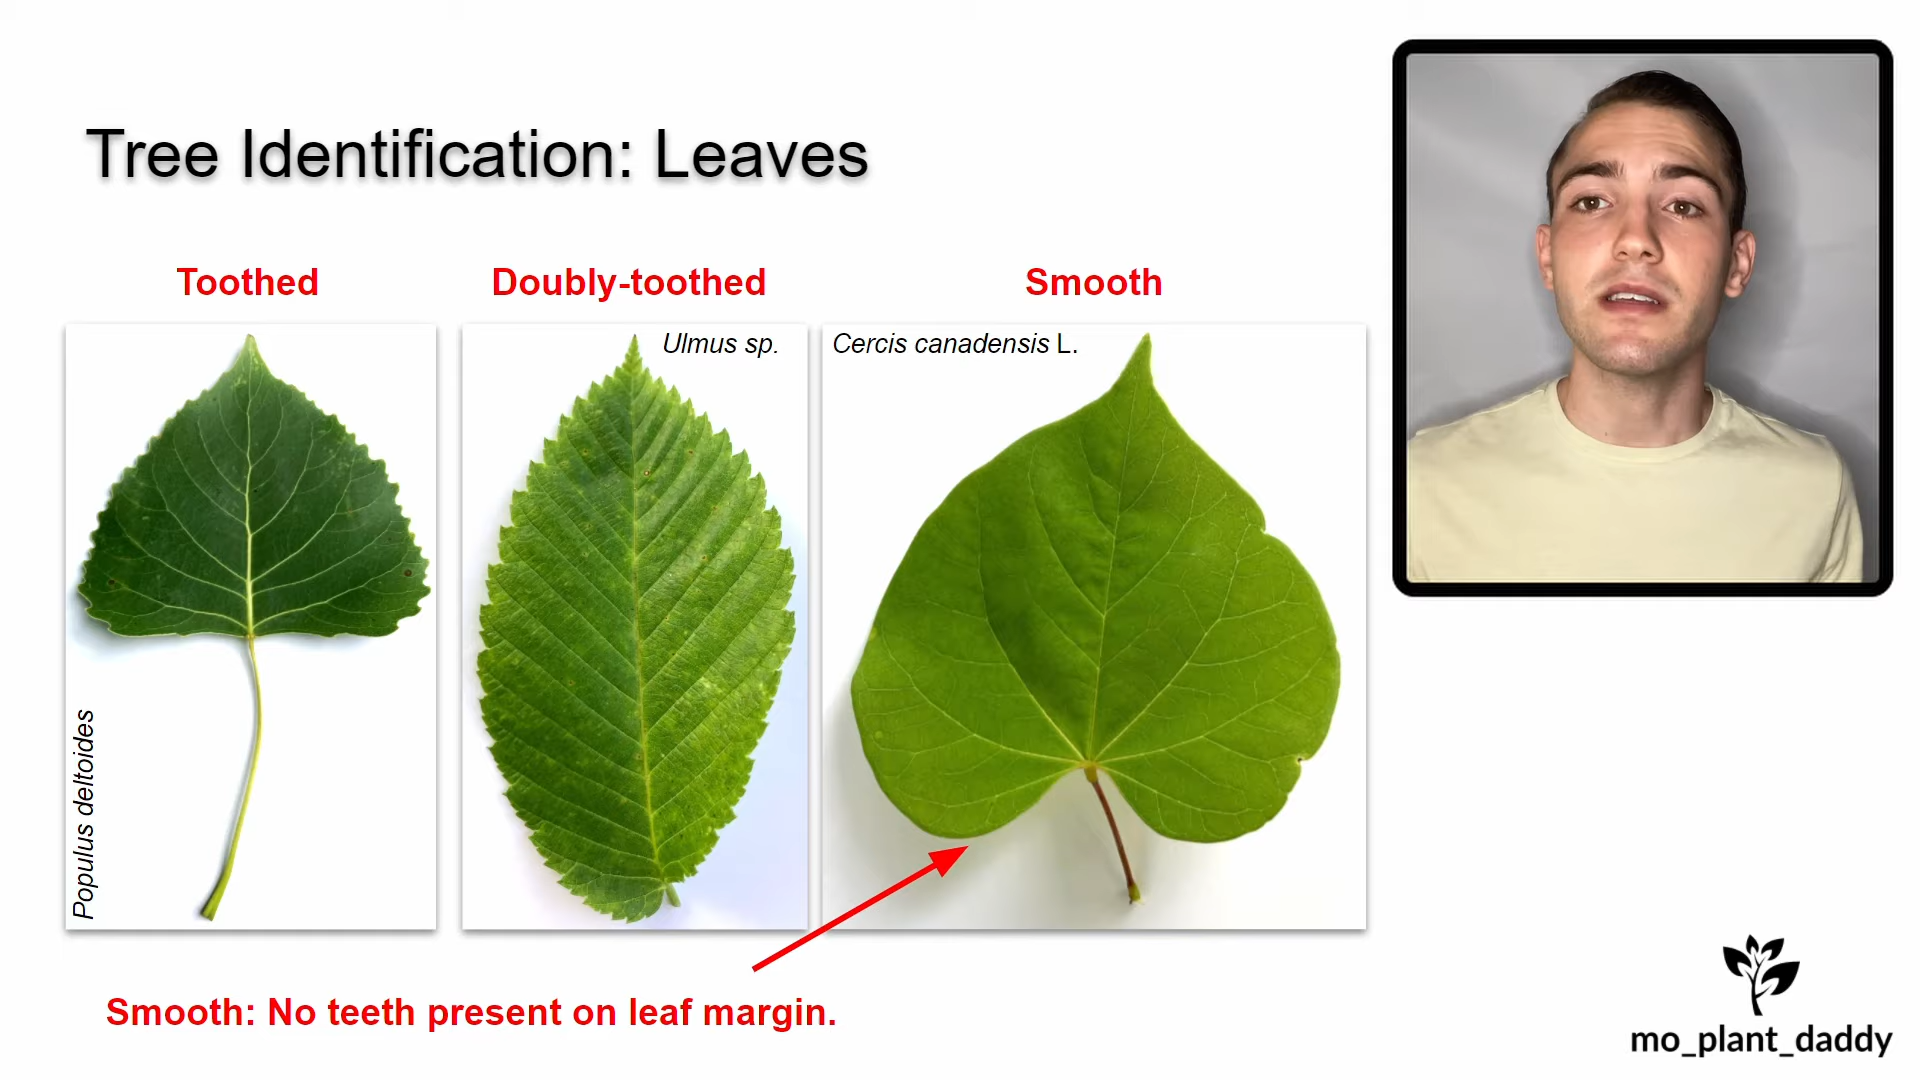 Tree Identification: Leaves
Toothed
Doubly-toothed
Smooth
Populus deltoides
Ulmus sp.
Cercis canadensis L.
Smooth: No teeth present on leaf margin.
mo_plant_daddy